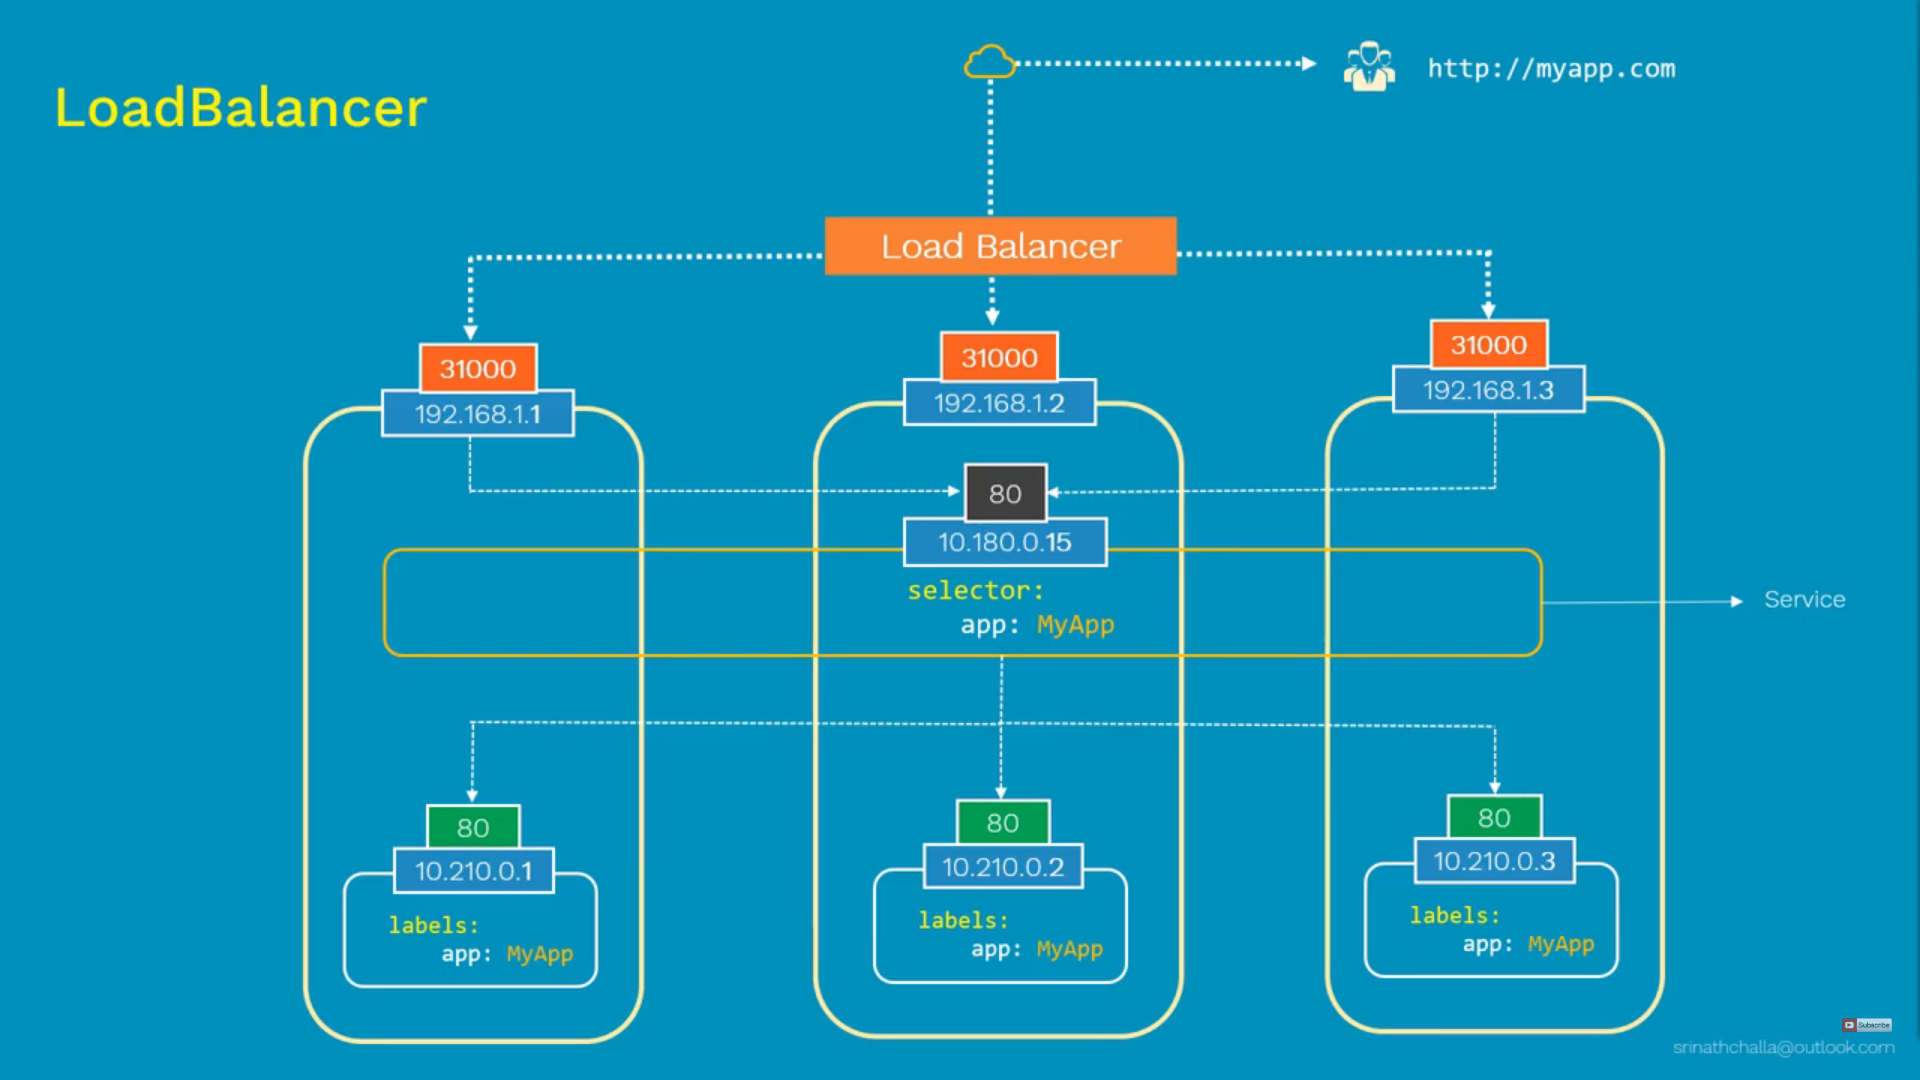 LoadBalancer
http://myapp.com
Load Balancer
31000
192.168.1.1
31000
192.168.1.2
31000
192.168.1.3
80
10.180.0.15
selector:
app: MyApp
Service
80
10.210.0.1
labels:
app: MyApp
80
10.210.0.2
labels:
app: MyApp
80
10.210.0.3
labels:
app: MyApp
Subscribe
srinathchalla@outlook.com